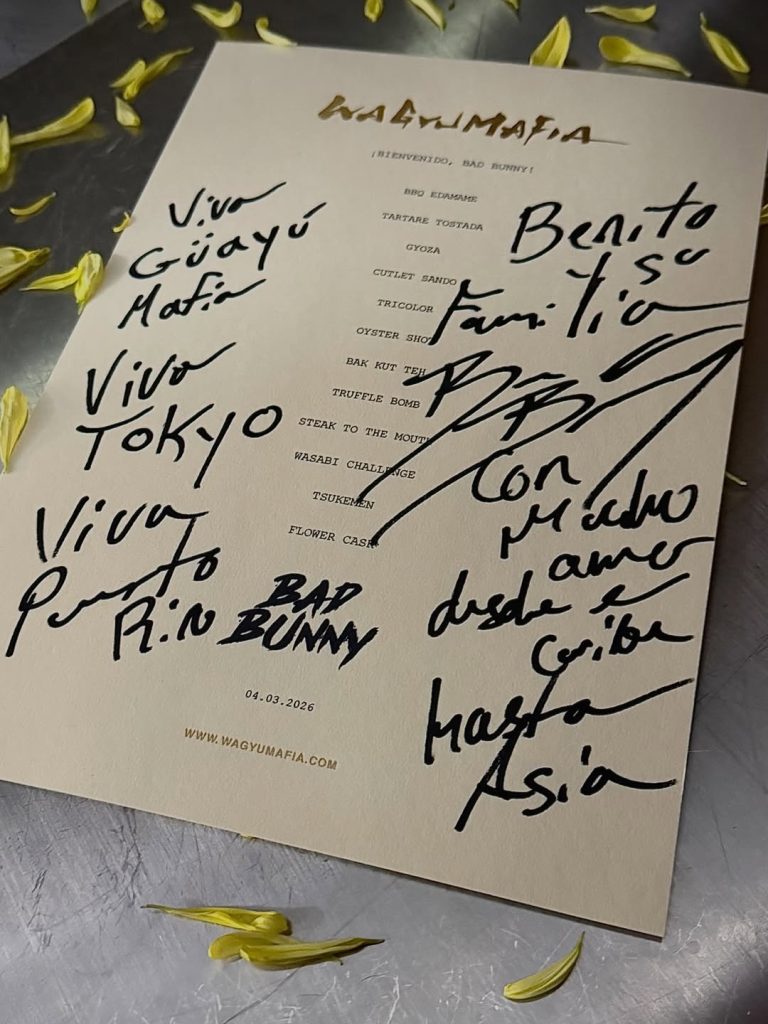 WAGYUMAFIA
¡BIENVENIDO, BAD BUNNY!
BBQ EDAMAME
TARTARE TOSTADA
GYOZA
CUTLET SANDO
TRICOLOR
OYSTER SHOT
BAK KUT TEH
TRUFFLE BOMB
STEAK TO THE MOUTH
WASABI CHALLENGE
TSUKEMEN
FLOWER CASK
Viva
Güayú
Mafia
Viva
TOKYO
Viva
Puerto
Rico
BAD
BUNNY
Benito
Y su
Familia
BB
Con
Mucho
amor
desde el
Caribe
Hasta
Asia
04.03.2026
WWW.WAGYUMAFIA.COM